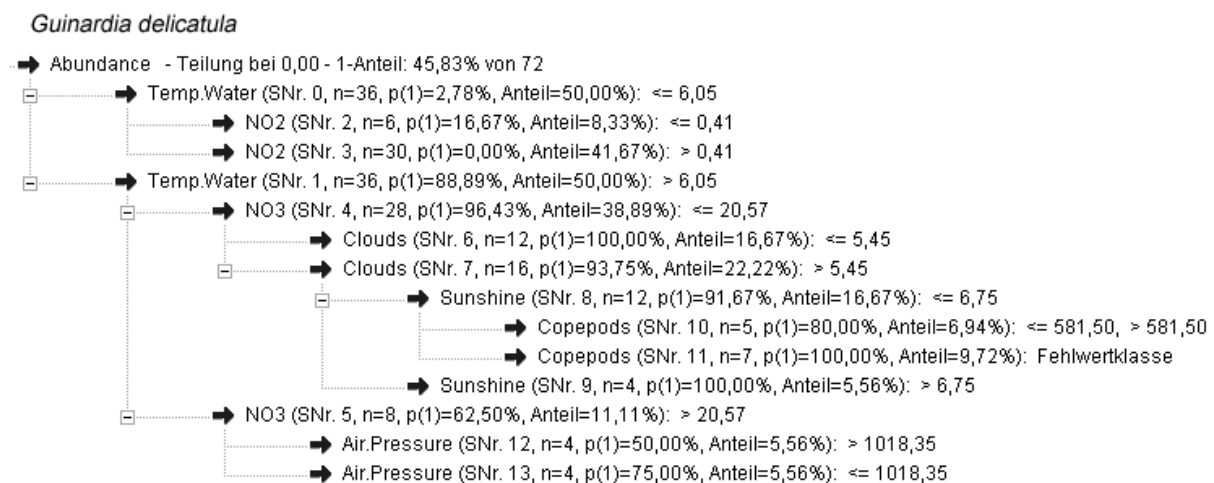 Guinardia delicatula
Abundance - Teilung bei 0,00 - 1-Anteil: 45,83% von 72
Temp.Water (SNr. 0, n=36, p(1)=2,78%, Anteil=50,00%): <= 6,05
NO2 (SNr. 2, n=6, p(1)=16,67%, Anteil=8,33%): <= 0,41
NO2 (SNr. 3, n=30, p(1)=0,00%, Anteil=41,67%): > 0,41
Temp.Water (SNr. 1, n=36, p(1)=88,89%, Anteil=50,00%): > 6,05
NO3 (SNr. 4, n=28, p(1)=96,43%, Anteil=38,89%): <= 20,57
Clouds (SNr. 6, n=12, p(1)=100,00%, Anteil=16,67%): <= 5,45
Clouds (SNr. 7, n=16, p(1)=93,75%, Anteil=22,22%): > 5,45
Sunshine (SNr. 8, n=12, p(1)=91,67%, Anteil=16,67%): <= 6,75
Copepods (SNr. 10, n=5, p(1)=80,00%, Anteil=6,94%): <= 581,50, > 581,50
Copepods (SNr. 11, n=7, p(1)=100,00%, Anteil=9,72%): Fehlwertklasse
Sunshine (SNr. 9, n=4, p(1)=100,00%, Anteil=5,56%): > 6,75
NO3 (SNr. 5, n=8, p(1)=62,50%, Anteil=11,11%): > 20,57
Air.Pressure (SNr. 12, n=4, p(1)=50,00%, Anteil=5,56%): > 1018,35
Air.Pressure (SNr. 13, n=4, p(1)=75,00%, Anteil=5,56%): <= 1018,35